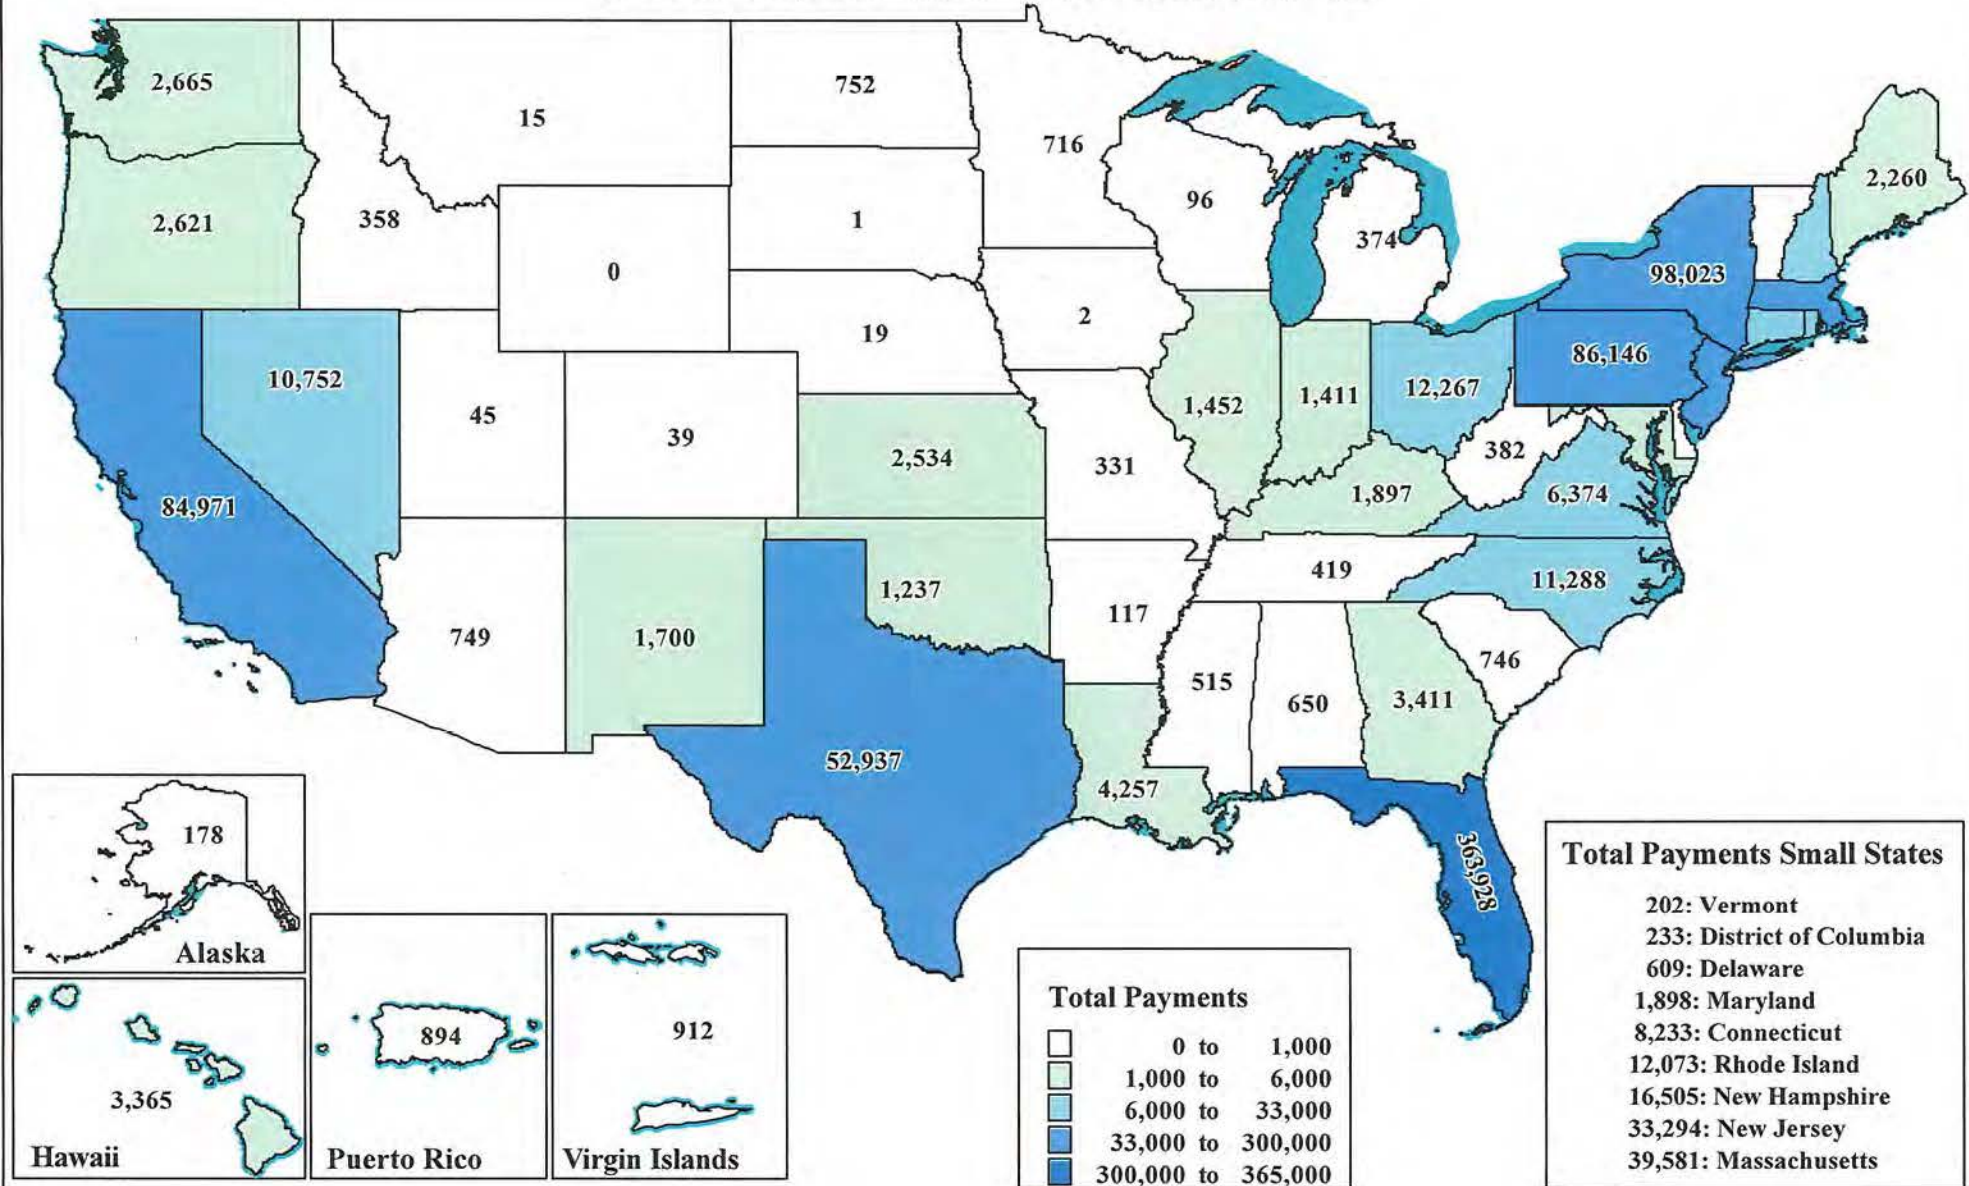 2,665
15
752
716
2,621
358
0
1
96
374
2,260
98,023
19
2
86,146
10,752
45
39
2,534
331
1,452
1,411
12,267
382
6,374
1,897
84,971
749
1,700
1,237
117
419
11,288
746
515
650
3,411
52,937
4,257
363,928
178
Alaska
3,365
Hawaii
894
Puerto Rico
912
Virgin Islands
Total Payments
0 to 1,000
1,000 to 6,000
6,000 to 33,000
33,000 to 300,000
300,000 to 365,000
Total Payments Small States
202: Vermont
233: District of Columbia
609: Delaware
1,898: Maryland
8,233: Connecticut
12,073: Rhode Island
16,505: New Hampshire
33,294: New Jersey
39,581: Massachusetts